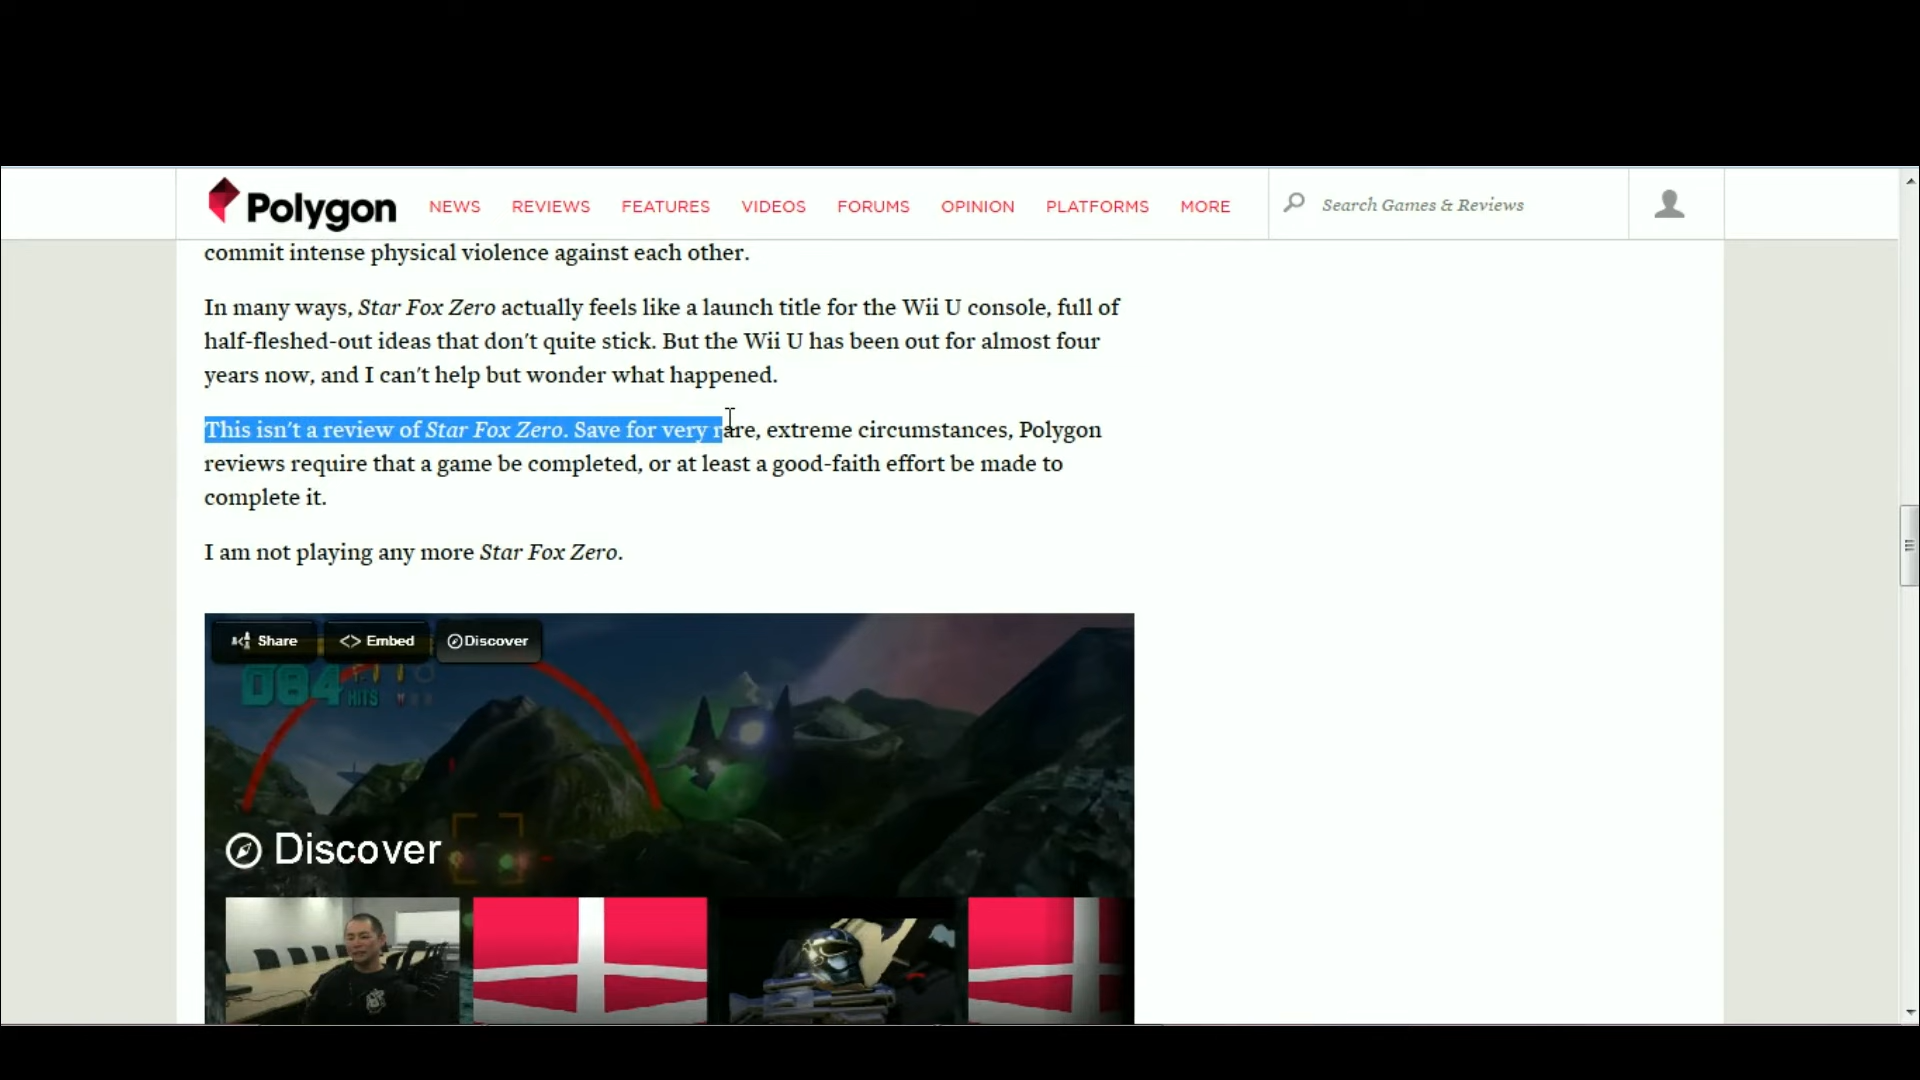 Polygon
NEWS REVIEWS FEATURES VIDEOS FORUMS OPINION PLATFORMS MORE
Search Games & Reviews
commit intense physical violence against each other.
In many ways, Star Fox Zero actually feels like a launch title for the Wii U console, full of
half-fleshed-out ideas that don't quite stick. But the Wii U has been out for almost four
years now, and I can't help but wonder what happened.
This isn't a review of Star Fox Zero. Save for very rare, extreme circumstances, Polygon
reviews require that a game be completed, or at least a good-faith effort be made to
complete it.
I am not playing any more Star Fox Zero.
Share <> Embed Discover
084 HITS
Discover